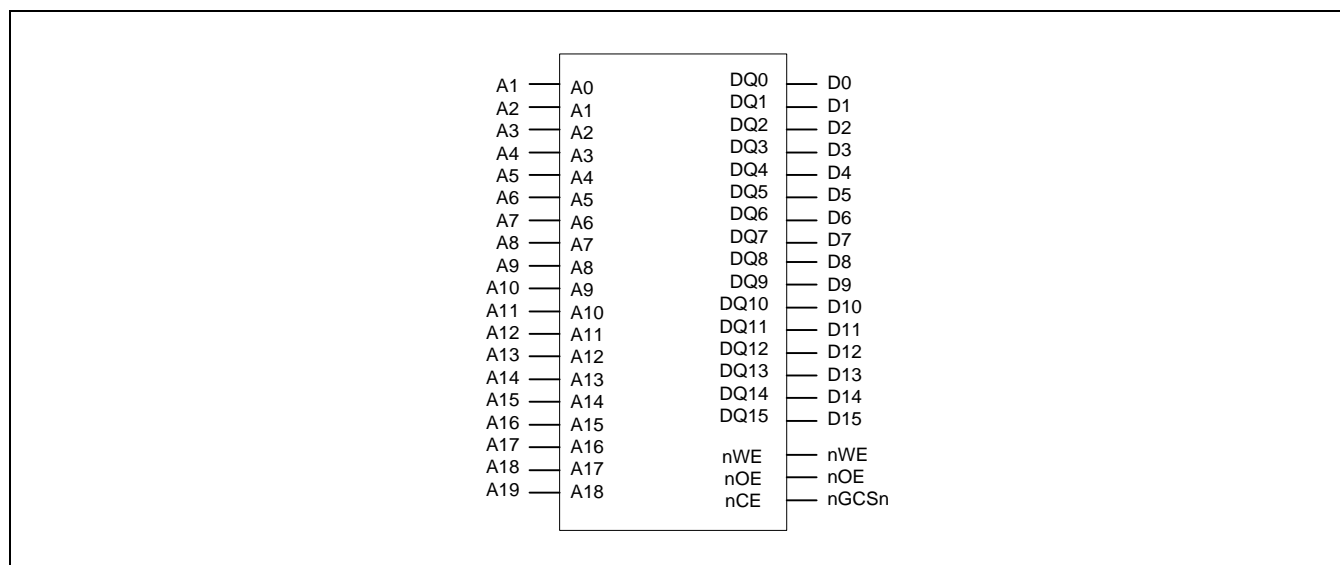 A1 A0 DQ0 D0
A2 A1 DQ1 D1
A3 A2 DQ2 D2
A4 A3 DQ3 D3
A5 A4 DQ4 D4
A6 A5 DQ5 D5
A7 A6 DQ6 D6
A8 A7 DQ7 D7
A9 A8 DQ8 D8
A10 A9 DQ9 D9
A11 A10 DQ10 D10
A12 A11 DQ11 D11
A13 A12 DQ12 D12
A14 A13 DQ13 D13
A15 A14 DQ14 D14
A16 A15 DQ15 D15
A17 A16 nWE nWE
A18 A17 nOE nOE
A19 A18 nCE nGCSn